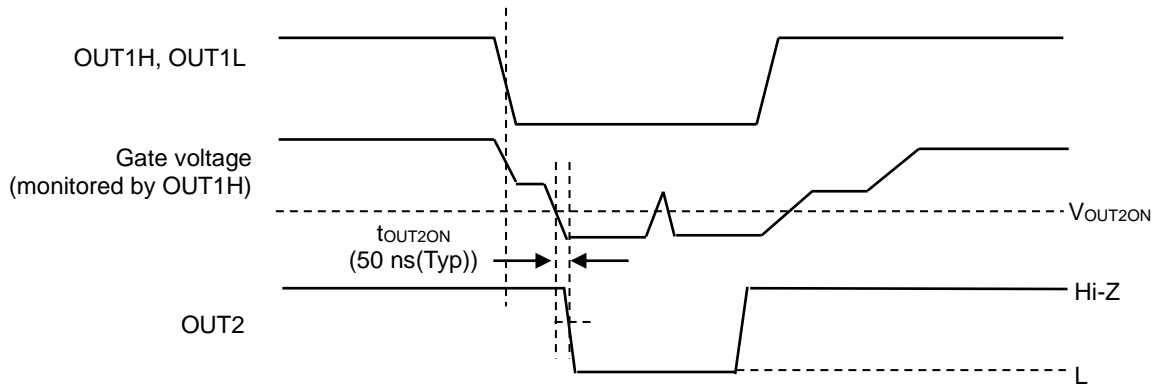 OUT1H, OUT1L
Gate voltage
(monitored by OUT1H)
VOUT2ON
tOUT2ON
(50 ns(Typ))
Hi-Z
OUT2
L